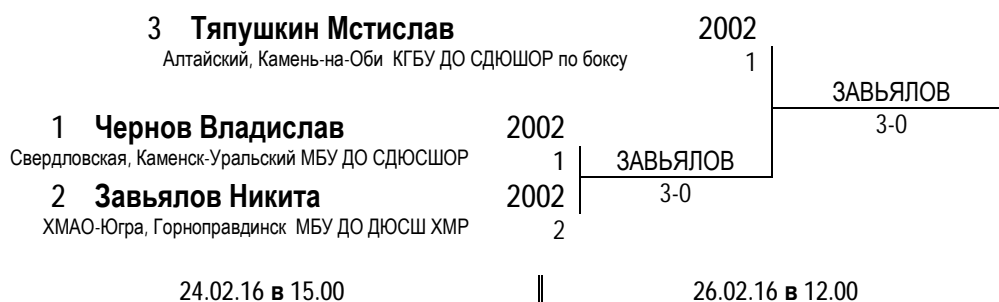 3 Тяпушкин Мстислав 2002
Алтайский, Камень-на-Оби КГБУ ДО СДЮШОР по боксу 1
ЗАВЬЯЛОВ
3-0
1 Чернов Владислав 2002
Свердловская, Каменск-Уральский МБУ ДО СДЮСШОР 1
ЗАВЬЯЛОВ
3-0
2 Завьялов Никита 2002
ХМАО-Югра, Горноправдинск МБУ ДО ДЮСШ ХМР 2
24.02.16 в 15.00 26.02.16 в 12.00